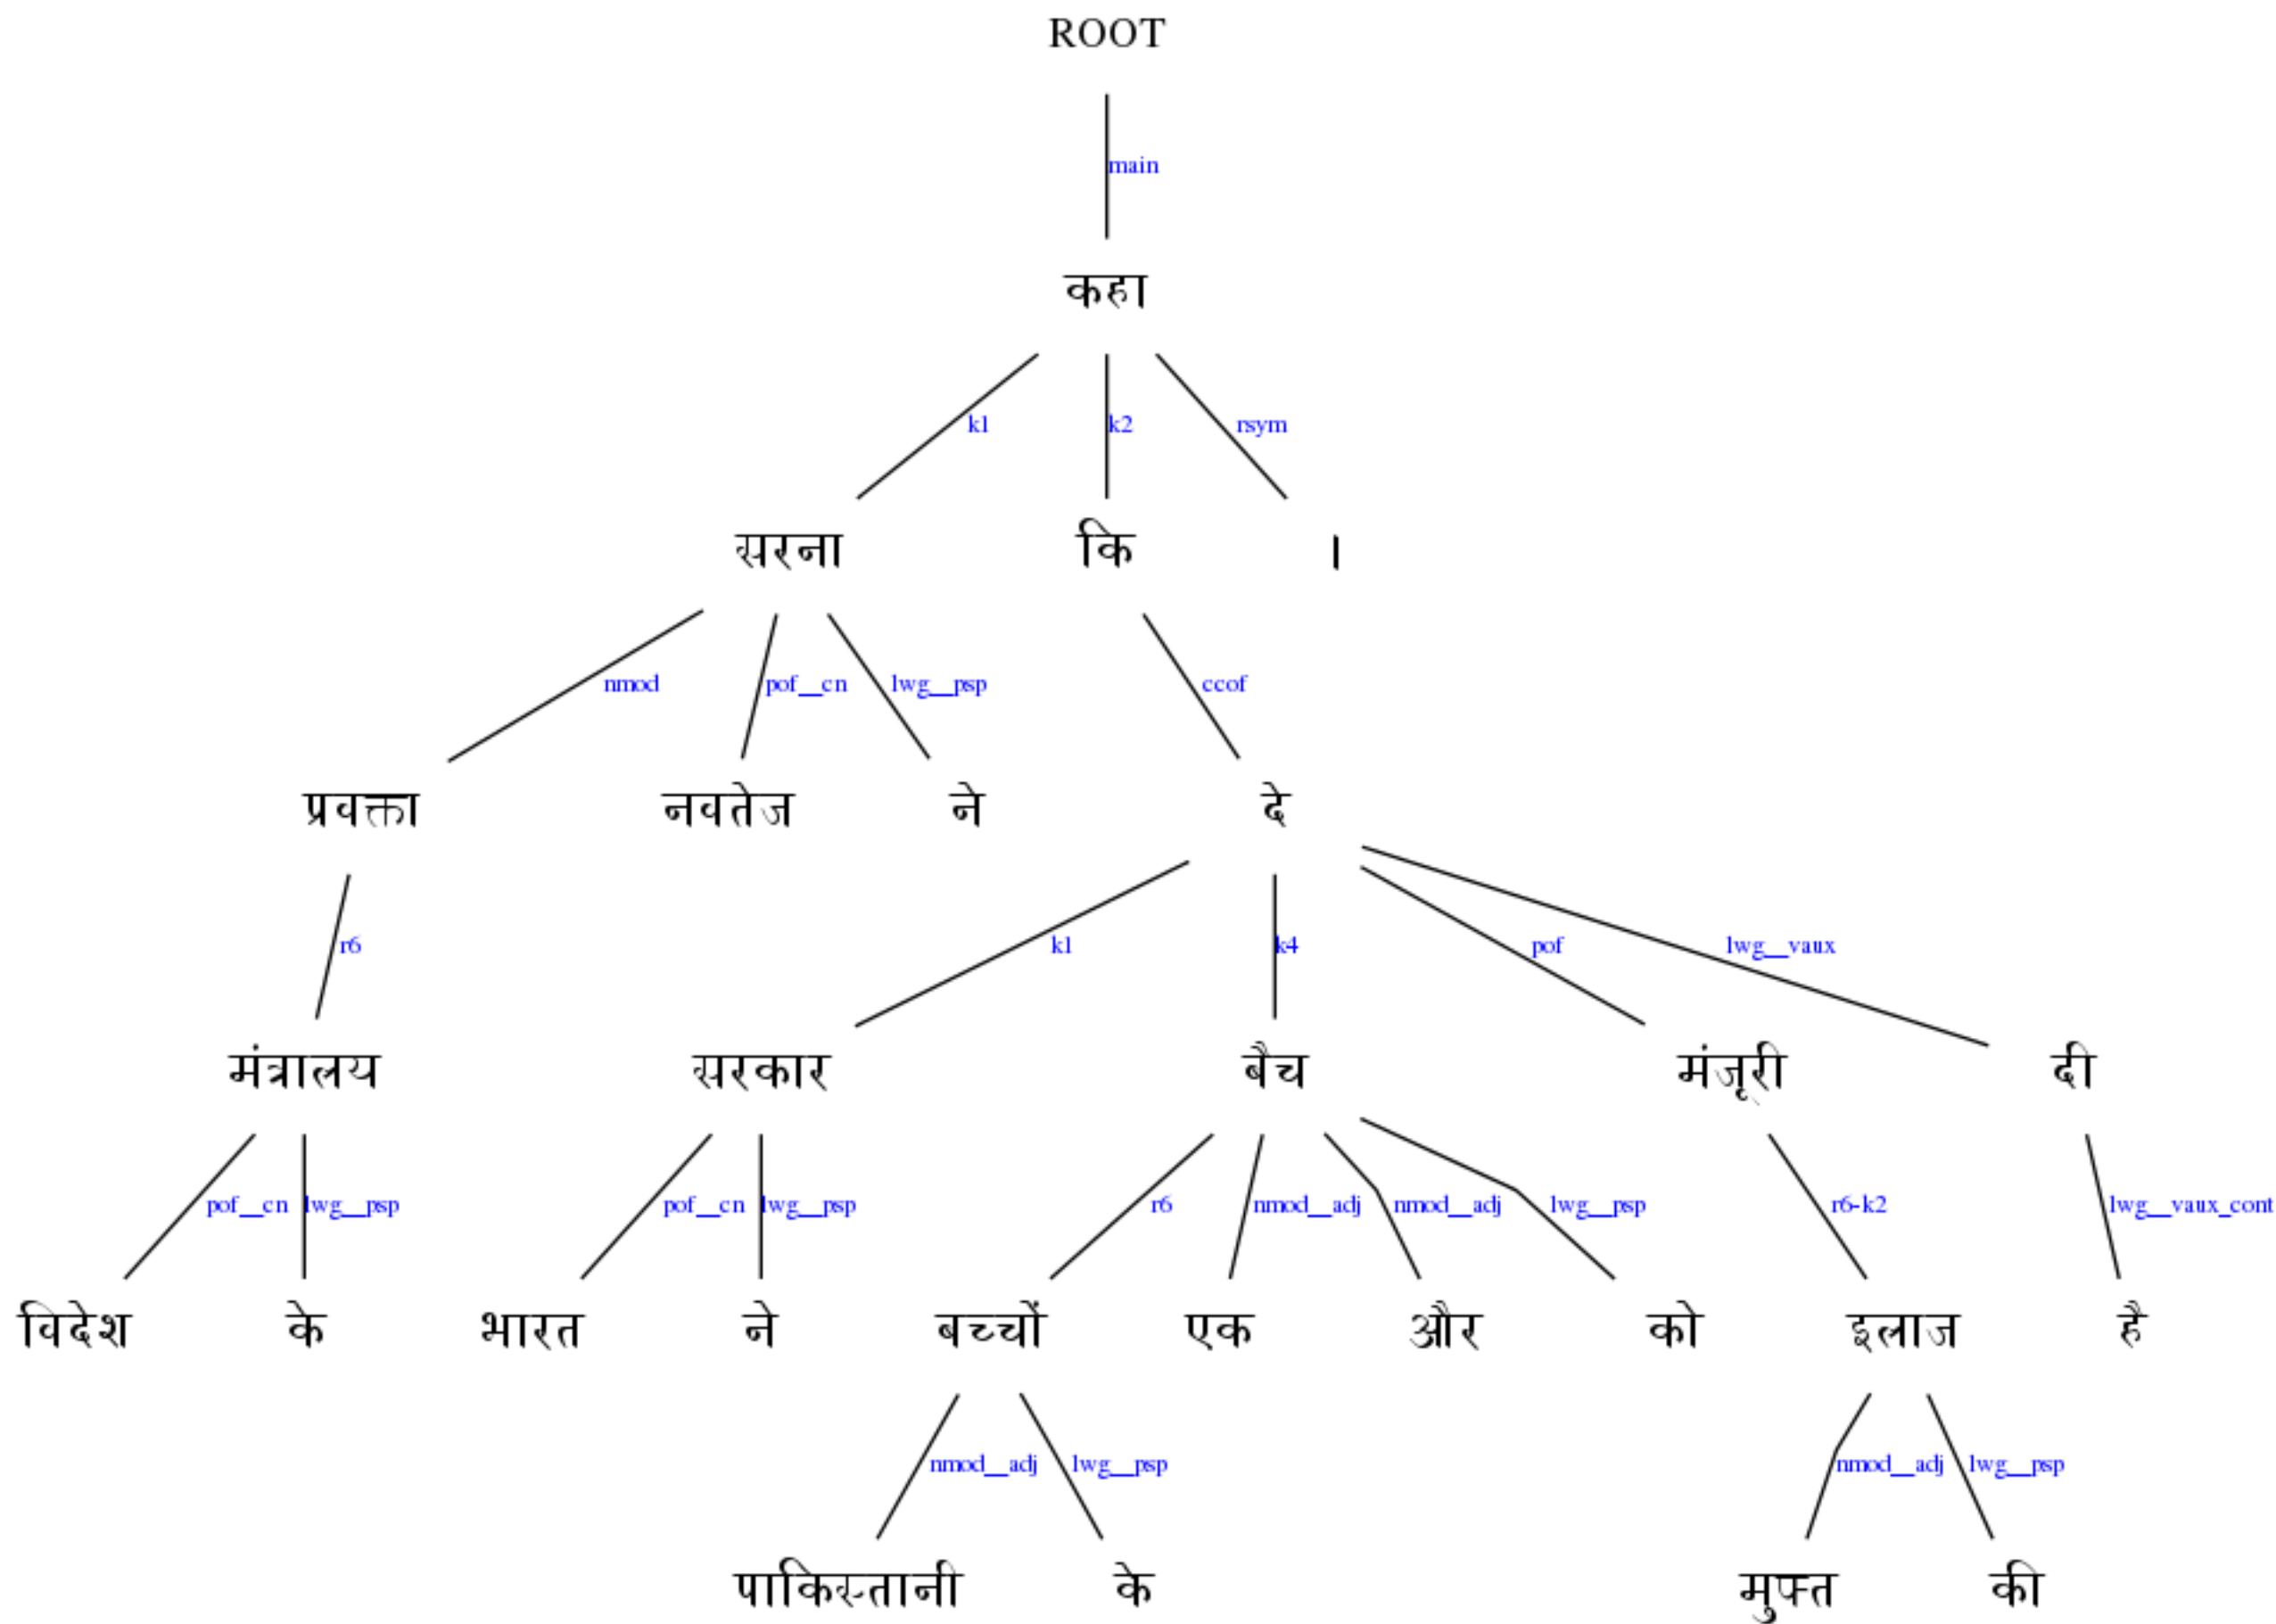 ROOT
main
कहा
k1 k2 rsym
सरना कि ।
nmod pof__cn lwg__psp ccof
प्रवक्ता नवतेज ने दे
r6 k1 k4 pof lwg__vaux
मंत्रालय सरकार बैच मंजूरी दी
pof__cn lwg__psp pof__cn lwg__psp r6 nmod__adj nmod__adj lwg__psp r6-k2 lwg__vaux_cont
विदेश के भारत ने बच्चों एक और को इलाज है
nmod__adj lwg__psp nmod__adj lwg__psp
पाकिस्तानी के मुफ्त की